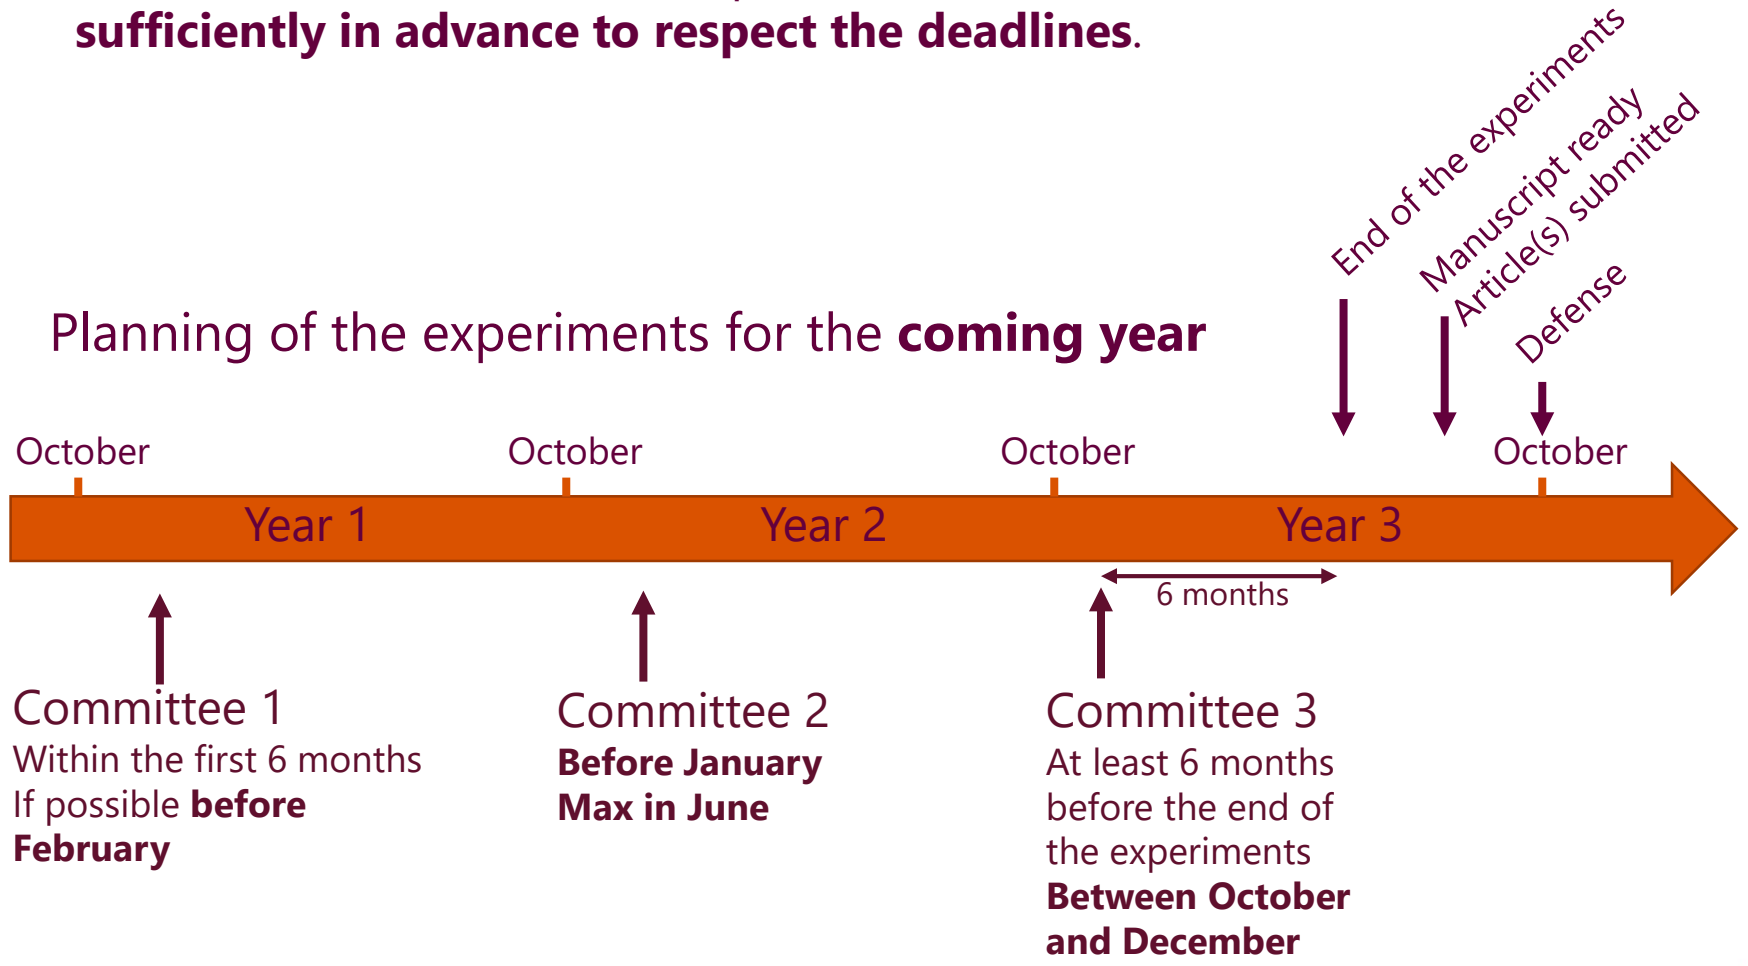 sufficiently in advance to respect the deadlines.
End of the experiments
Manuscript ready
Article(s) submitted
Defense
Planning of the experiments for the coming year
October
October
October
October
Year 1
Year 2
Year 3
6 months
Committee 1
Within the first 6 months
If possible before
February
Committee 2
Before January
Max in June
Committee 3
At least 6 months
before the end of
the experiments
Between October
and December